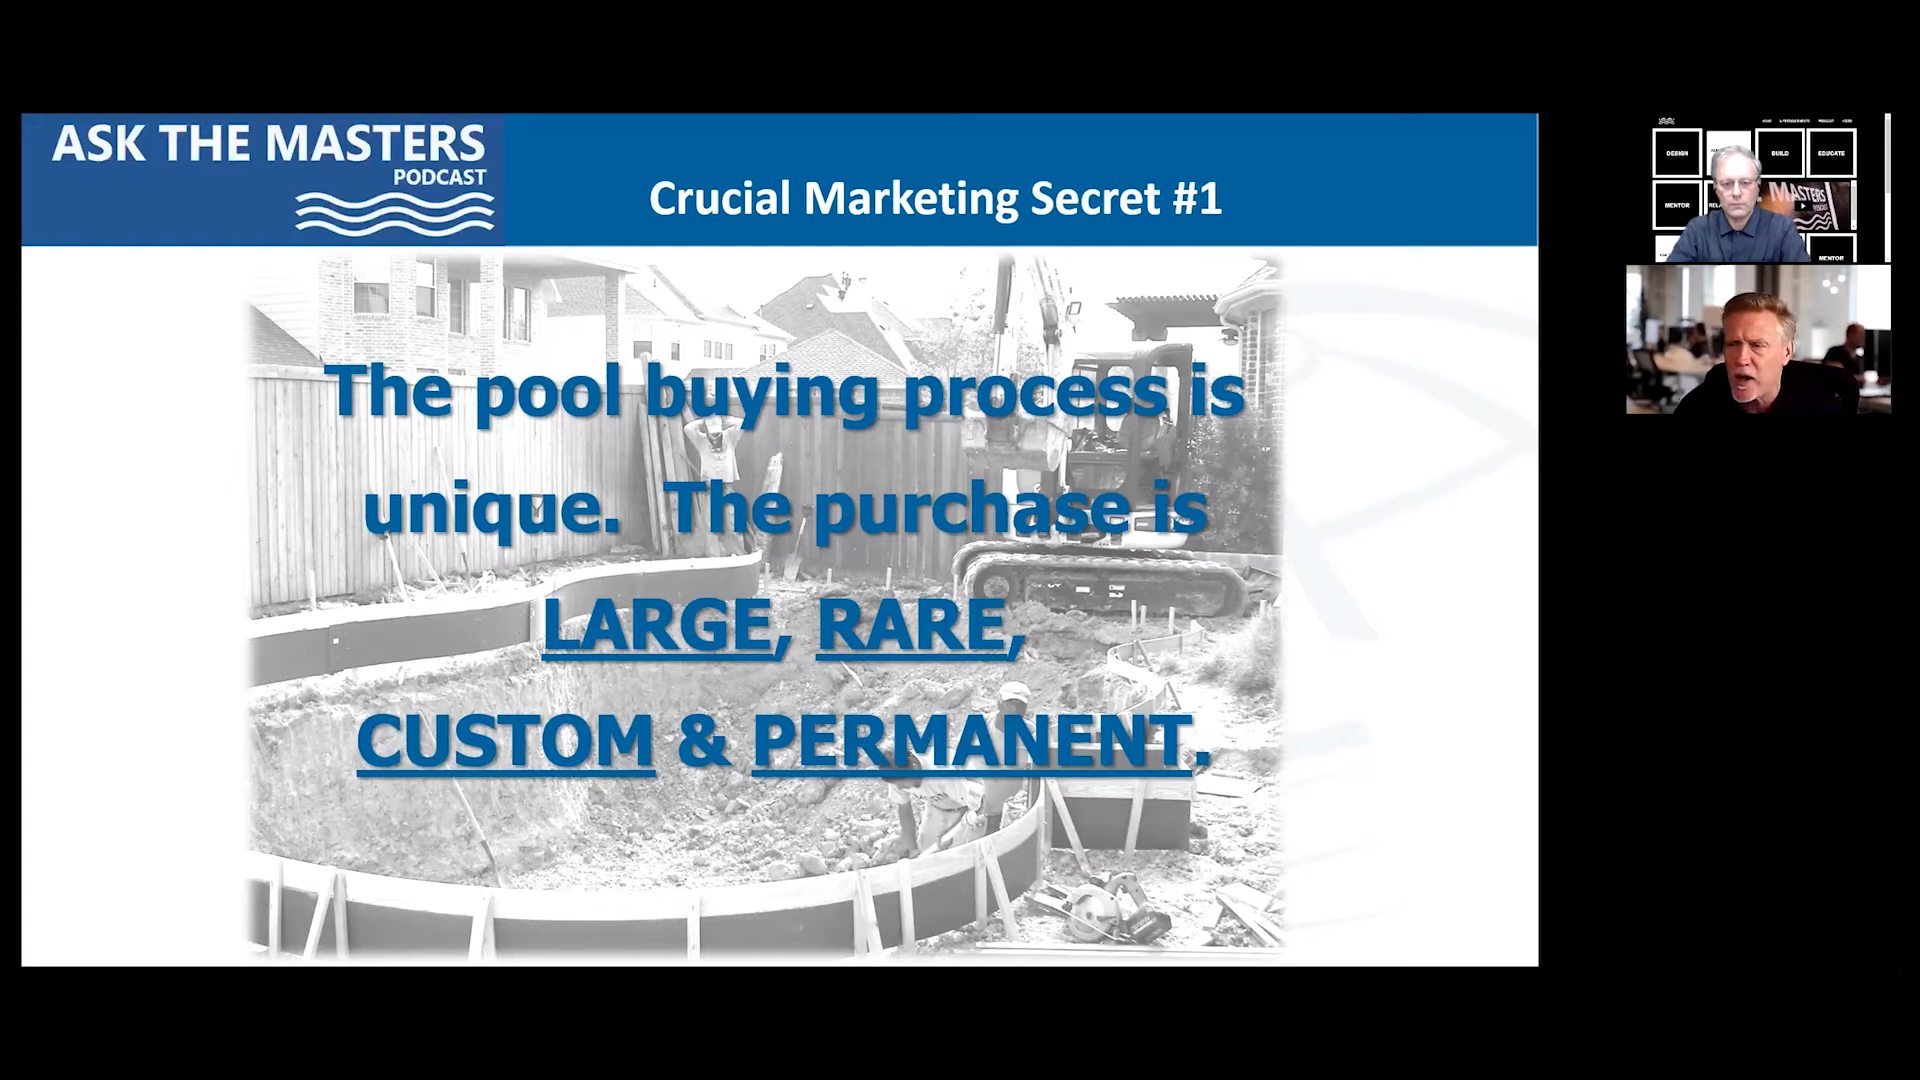 ASK THE MASTERS
PODCAST
Crucial Marketing Secret #1
The pool buying process is
unique. The purchase is
LARGE, RARE,
CUSTOM & PERMANENT.
DESIGN
BUILD
EDUCATE
MENTOR
MASTERS
MENTOR